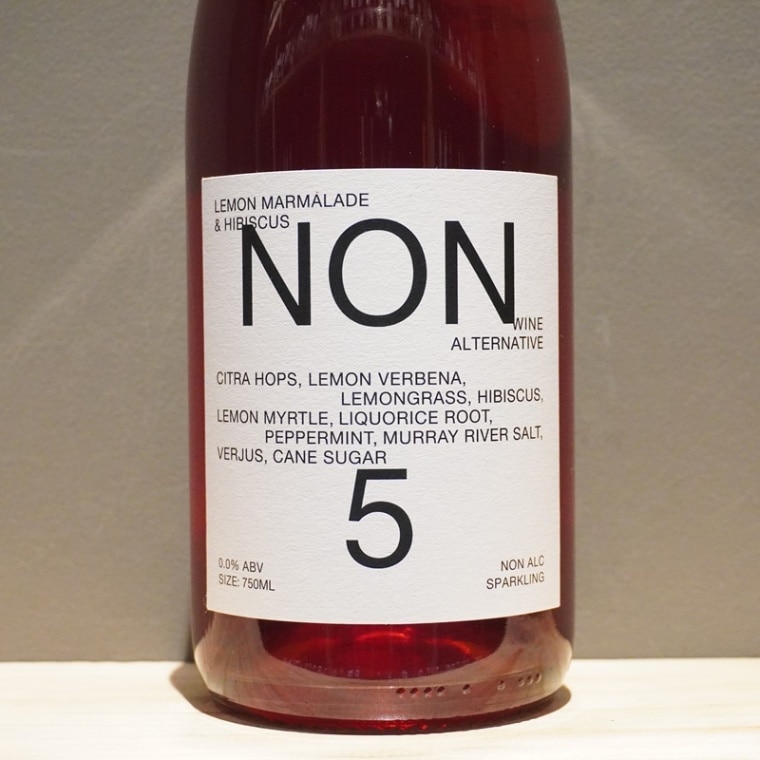 LEMON MARMALADE
& HIBISCUS
NON
WINE
ALTERNATIVE
CITRA HOPS, LEMON VERBENA,
LEMONGRASS, HIBISCUS,
LEMON MYRTLE, LIQUORICE ROOT,
PEPPERMINT, MURRAY RIVER SALT,
VERJUS, CANE SUGAR
5
0.0% ABV
SIZE: 750ML
NON ALC
SPARKLING